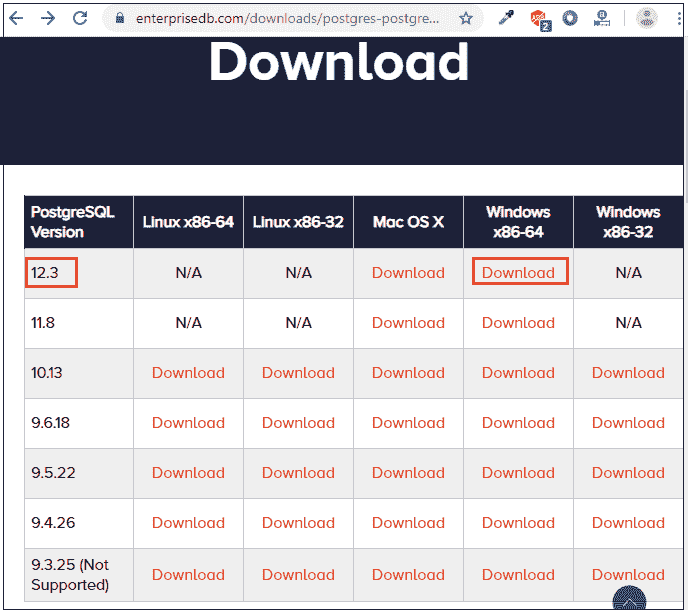 enterprisedb.com/downloads/postgres-postgre...
2
Download
PostgreSQL Version Linux x86-64 Linux x86-32 Mac OS X Windows x86-64 Windows x86-32
12.3 N/A N/A Download Download N/A
11.8 N/A N/A Download Download N/A
10.13 Download Download Download Download Download
9.6.18 Download Download Download Download Download
9.5.22 Download Download Download Download Download
9.4.26 Download Download Download Download Download
9.3.25 (Not Supported) Download Download Download Download Download